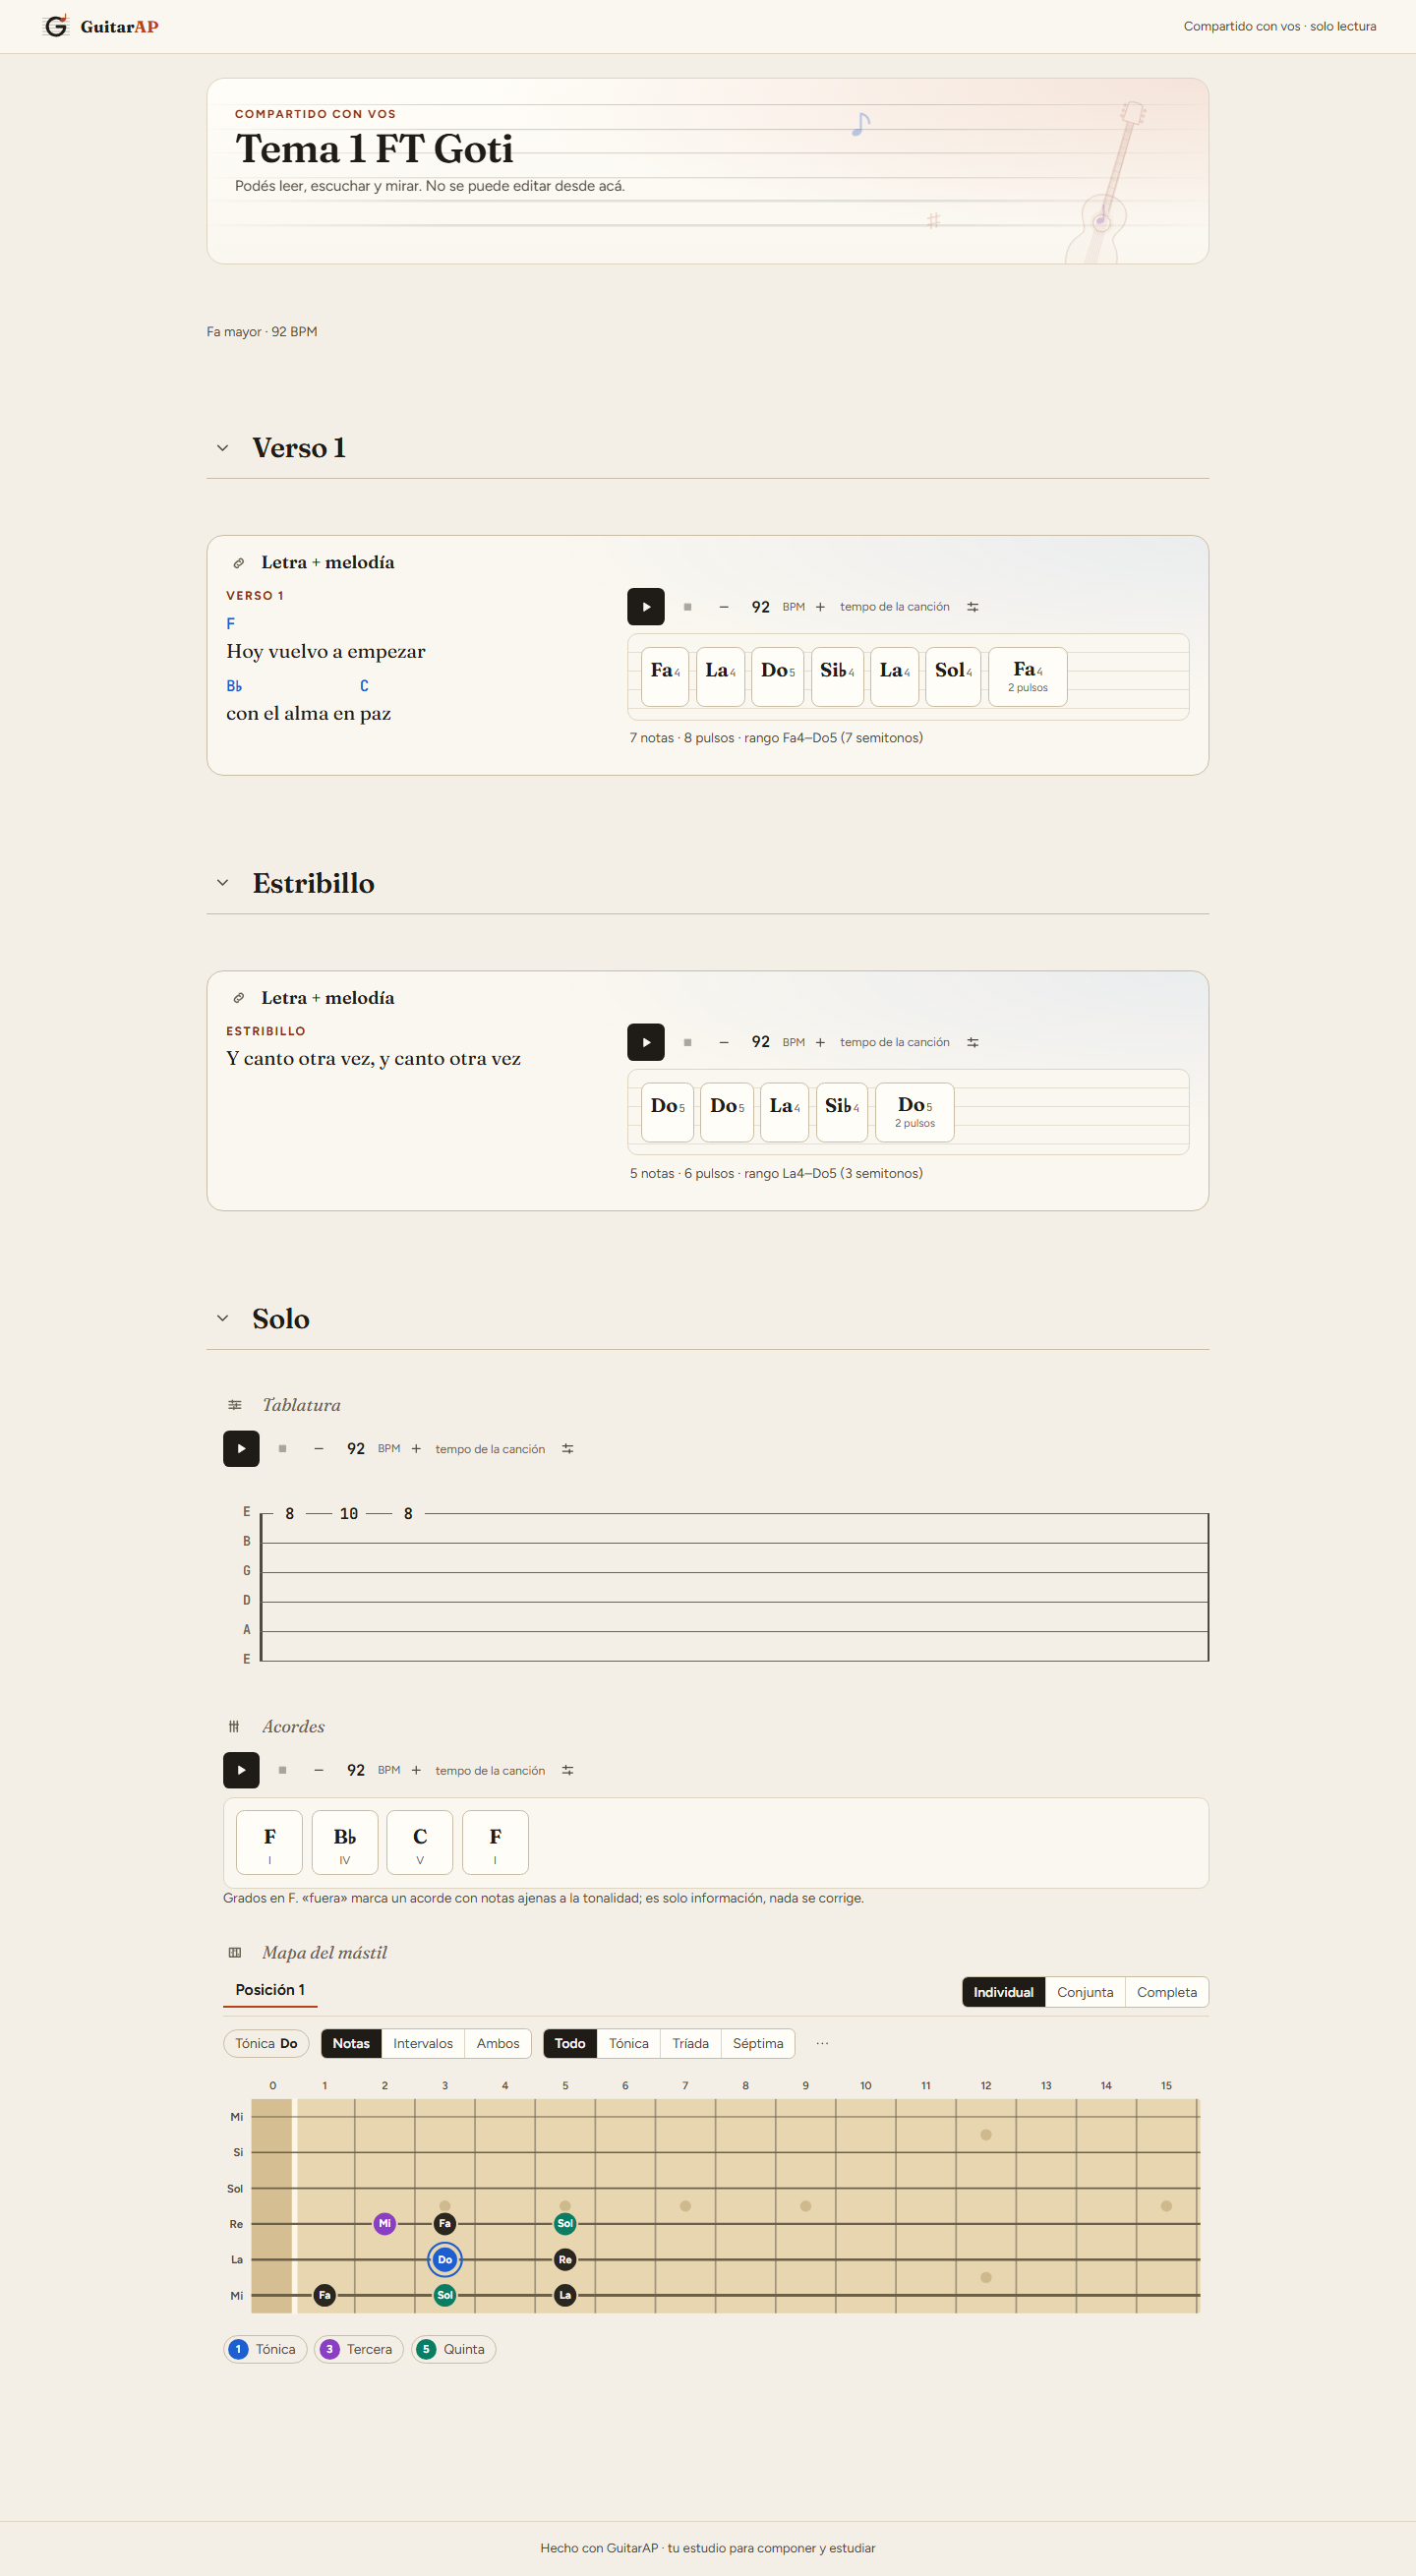 GuitarAP
Compartido con vos · solo lectura
COMPARTIDO CON VOS
Tema 1 FT Goti
Podés leer, escuchar y mirar. No se puede editar desde acá.
Fa mayor · 92 BPM
Verso 1
Letra + melodía
VERSO 1
F
Hoy vuelvo a empezar
B♭ C
con el alma en paz
− 92 BPM + tempo de la canción
Fa4 La4 Do5 Si♭4 La4 Sol4 Fa4
2 pulsos
7 notas · 8 pulsos · rango Fa4–Do5 (7 semitonos)
Estribillo
Letra + melodía
ESTRIBILLO
Y canto otra vez, y canto otra vez
− 92 BPM + tempo de la canción
Do5 Do5 La4 Si♭4 Do5
2 pulsos
5 notas · 6 pulsos · rango La4–Do5 (3 semitonos)
Solo
Tablatura
− 92 BPM + tempo de la canción
E 8 10 8
B
G
D
A
E
Acordes
− 92 BPM + tempo de la canción
F B♭ C F
I IV V I
Grados en F. «fuera» marca un acorde con notas ajenas a la tonalidad; es solo información, nada se corrige.
Mapa del mástil
Posición 1 Individual Conjunta Completa
Tónica Do Notas Intervalos Ambos Todo Tónica Tríada Séptima ···
0 1 2 3 4 5 6 7 8 9 10 11 12 13 14 15
Mi
Si
Sol
Re Mi Fa Sol
La Do Re
Mi Fa Sol La
1 Tónica 3 Tercera 5 Quinta
Hecho con GuitarAP · tu estudio para componer y estudiar